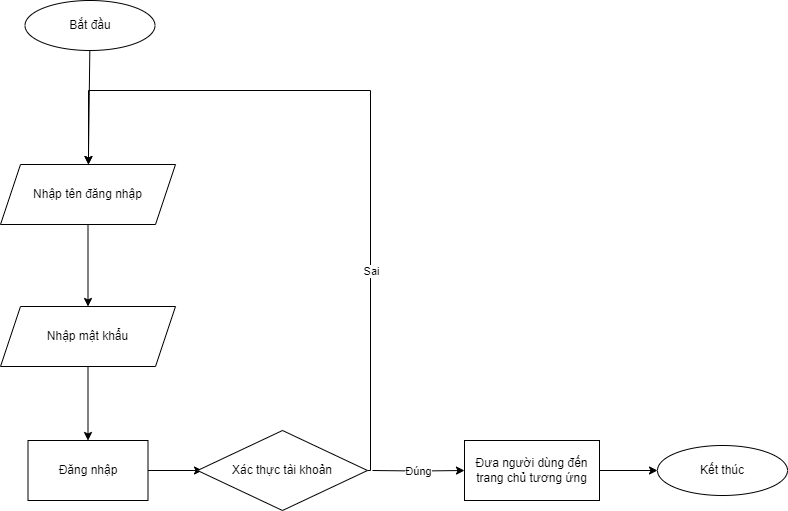 Bắt đầu
Nhập tên đăng nhập
Sai
Nhập mật khẩu
Đăng nhập
Xác thực tài khoản
Đúng
Đưa người dùng đến
trang chủ tương ứng
Kết thúc